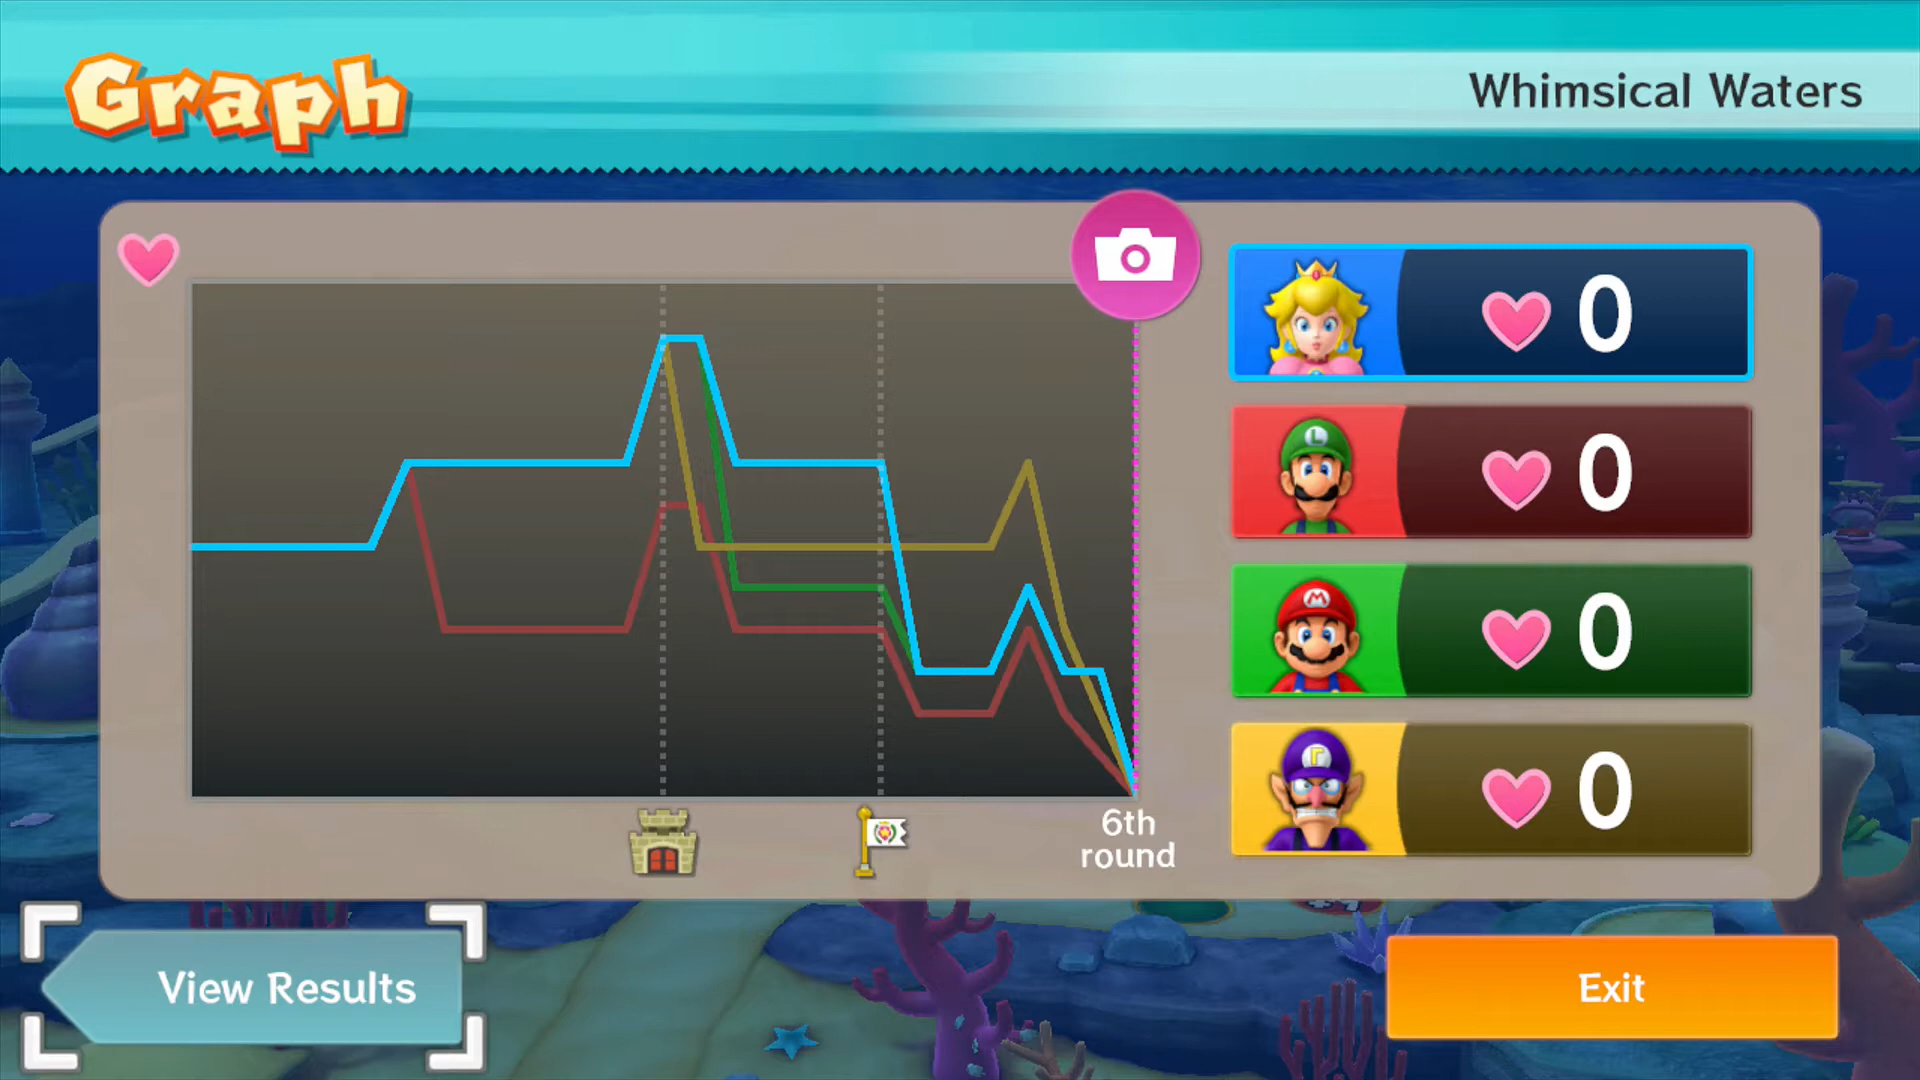 Graph
Whimsical Waters
0
L
0
M
0
Γ
0
6th
round
View Results
Exit